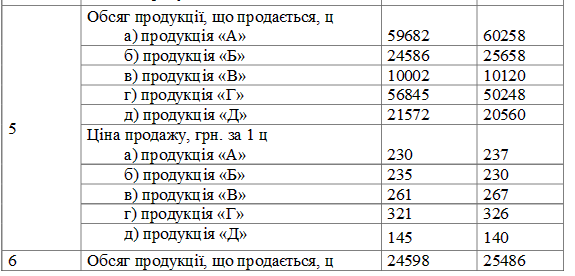 Обсяг продукції, що продається, ц
а) продукція «А» 59682 60258
б) продукція «Б» 24586 25658
в) продукція «В» 10002 10120
г) продукція «Г» 56845 50248
д) продукція «Д» 21572 20560
5
Ціна продажу, грн. за 1 ц
а) продукція «А» 230 237
б) продукція «Б» 235 230
в) продукція «В» 261 267
г) продукція «Г» 321 326
д) продукція «Д» 145 140
6 Обсяг продукції, що продається, ц 24598 25486